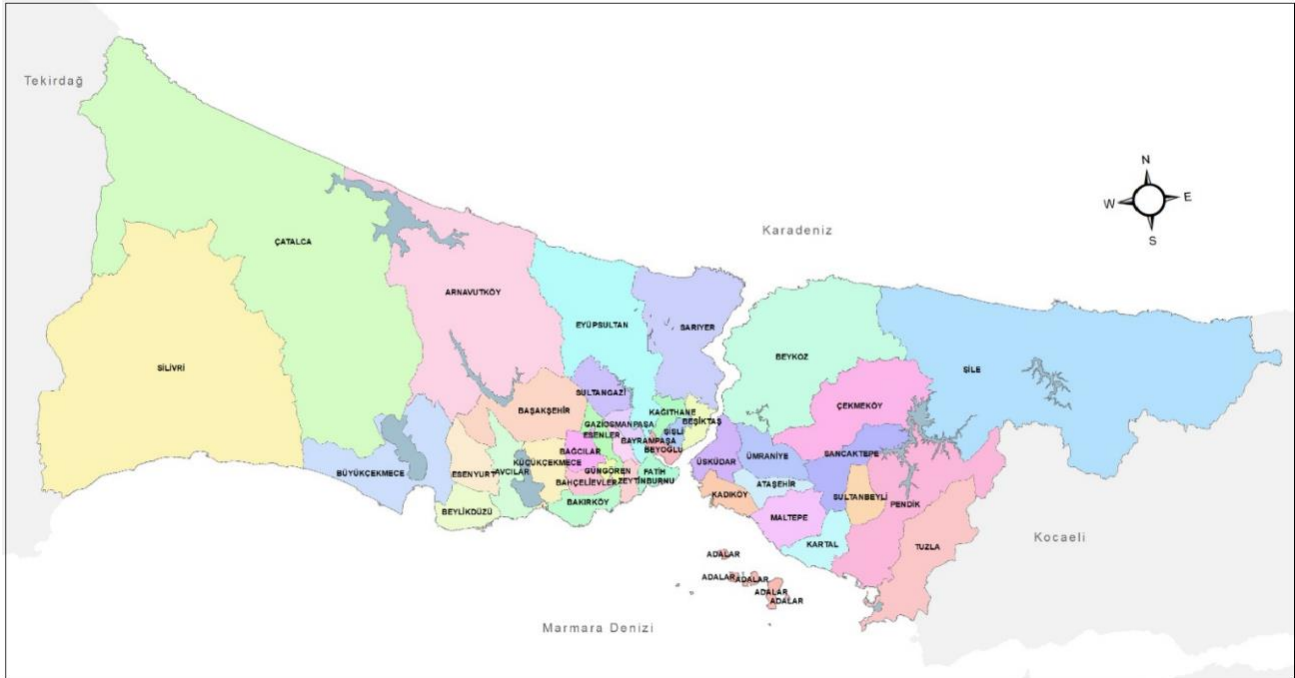 Tekirdağ
N
W
E
S
Karadeniz
ÇATALCA
ARNAVUTKÖY
EYÜPSULTAN
SARIYER
BEYKOZ
SİLİVRİ
ŞİLE
SULTANGAZİ
ÇEKMEKÖY
BAŞAKŞEHİR
KAĞITHANE
BEŞİKTAŞ
GAZİOSMANPAŞA
ŞİŞLİ
ESENLER
BAYRAMPAŞA
BEYOĞLU
BAĞCILAR
ÜMRANİYE
SANCAKTEPE
ÜSKÜDAR
KÜÇÜKÇEKMECE
BÜYÜKÇEKMECE
ESENYURT
AVCILAR
GÜNGÖREN
FATİH
BAHÇELİEVLER
ZEYTİNBURNU
ATAŞEHİR
KADIKÖY
SULTANBEYLİ
PENDİK
BAKIRKÖY
BEYLİKDÜZÜ
MALTEPE
KARTAL
TUZLA
Kocaeli
ADALAR
ADALAR
ADALAR
ADALAR
ADALAR
Marmara Denizi